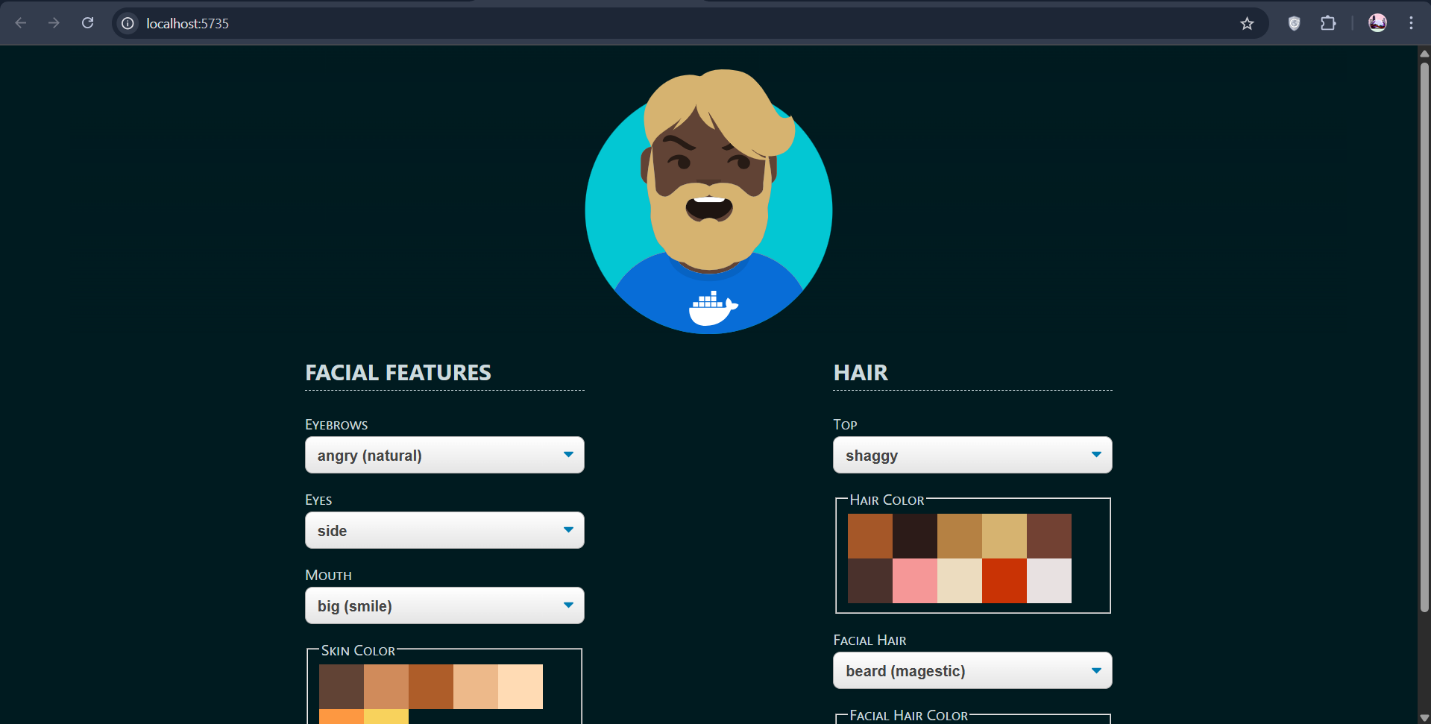 localhost:5735
FACIAL FEATURES
Eyebrows
angry (natural)
Eyes
side
Mouth
big (smile)
Skin Color
HAIR
Top
shaggy
Hair Color
Facial Hair
beard (magestic)
Facial Hair Color